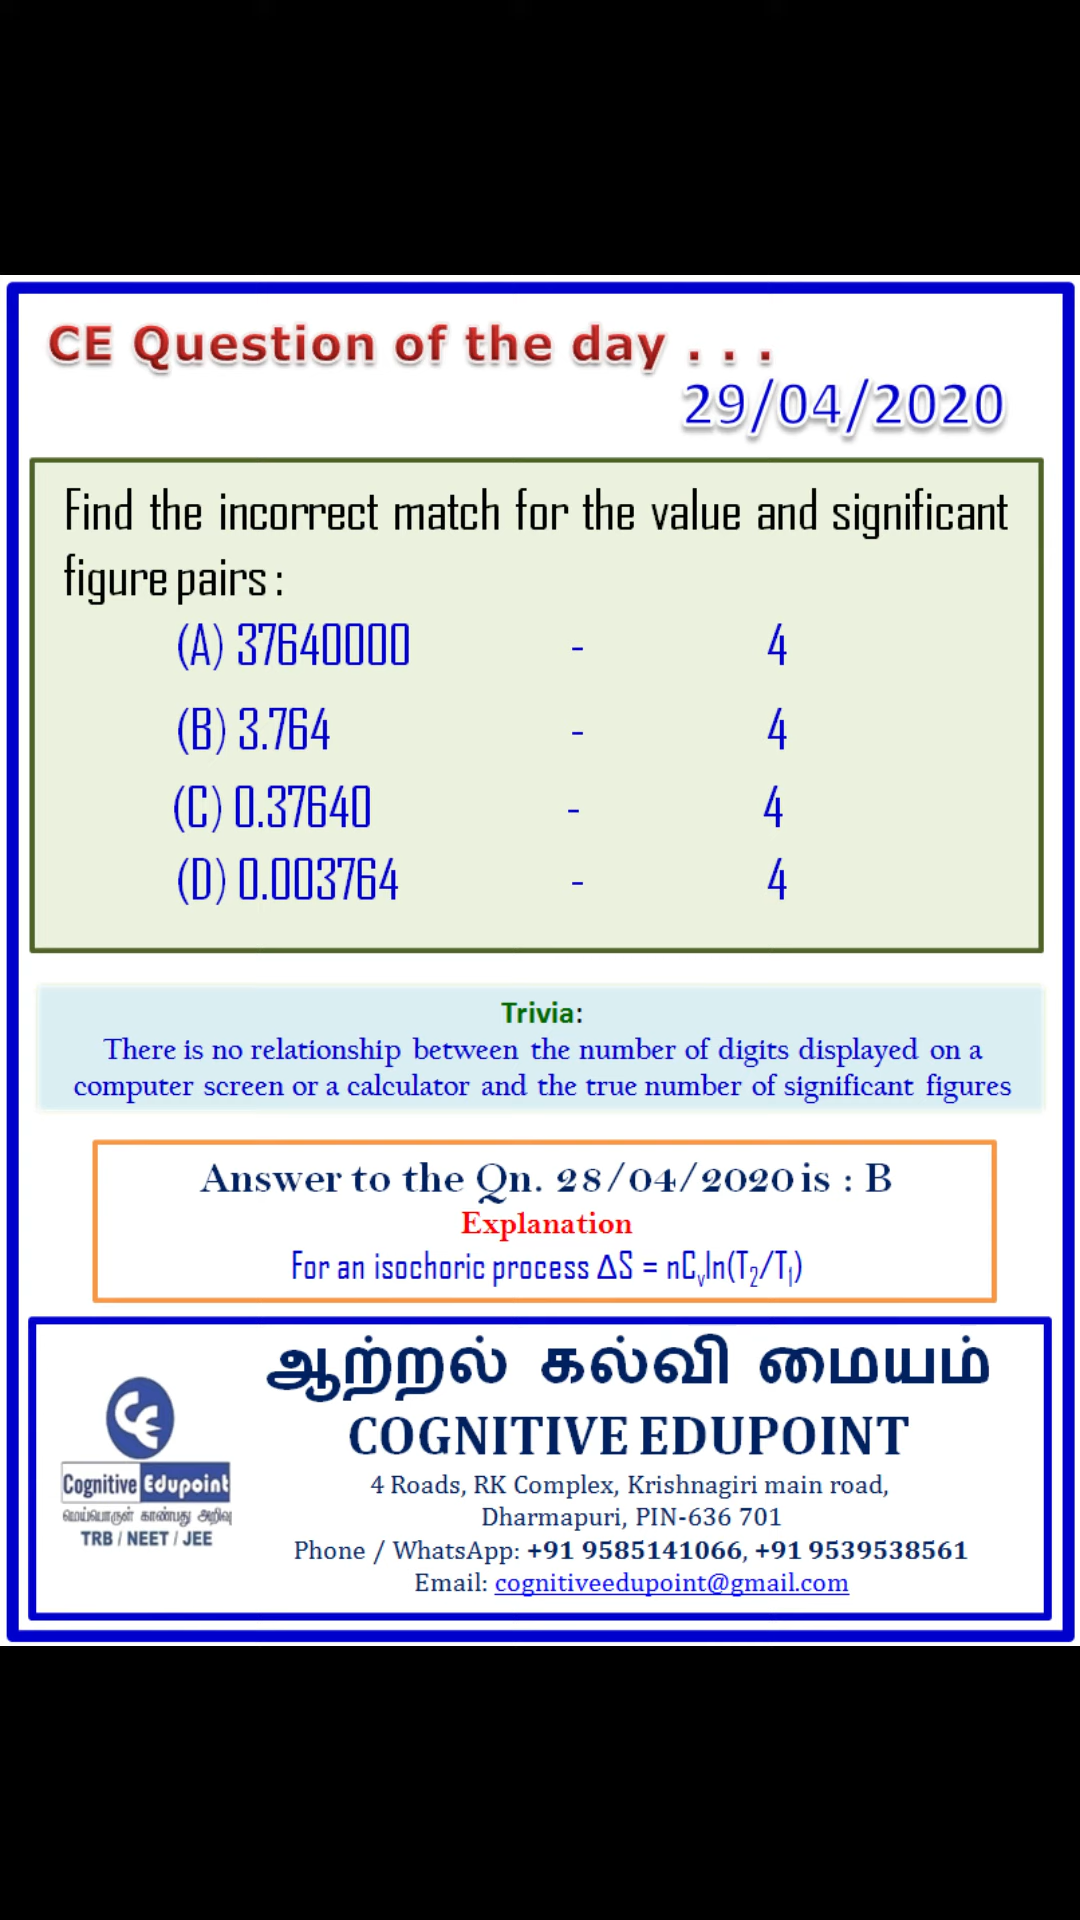 CE Question of the day . . .
29/04/2020
Find the incorrect match for the value and significant
figure pairs :
(A) 37640000 - 4
(B) 3.764 - 4
(C) 0.37640 - 4
(D) 0.003764 - 4
Trivia:
There is no relationship between the number of digits displayed on a
computer screen or a calculator and the true number of significant figures
Answer to the Qn. 28/04/2020 is : B
Explanation
For an isochoric process ΔS = nCᵥln(T₂/T₁)
ஆற்றல் கல்வி மையம்
COGNITIVE EDUPOINT
4 Roads, RK Complex, Krishnagiri main road,
Dharmapuri, PIN-636 701
Phone / WhatsApp: +91 9585141066, +91 9539538561
Email: cognitiveedupoint@gmail.com
CE
Cognitive Edupoint
மெய்பொருள் காண்பது அறிவு
TRB / NEET / JEE